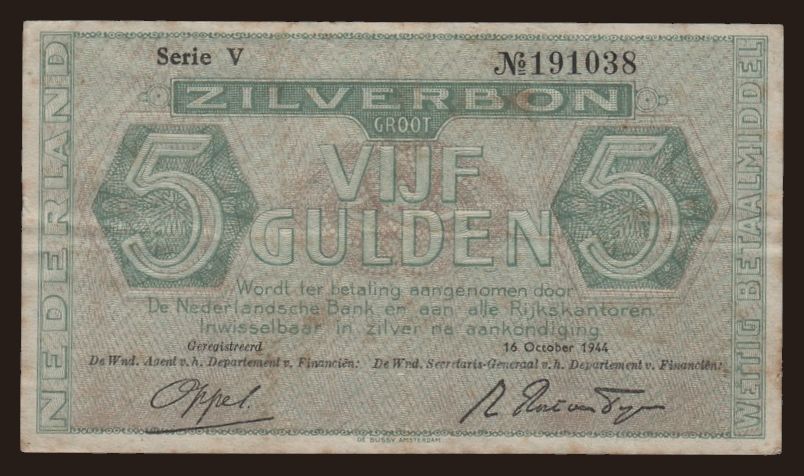 Serie V
№191038
ZILVERBON
GROOT
VIJF
GULDEN
5
5
NEDERLAND
WETTIG BETAALMIDDEL
Wordt ter betaling aangenomen door
De Nederlandsche Bank en aan alle Rijkskantoren.
Inwisselbaar in zilver na aankondiging.
Geregistreerd
16 October 1944
De Wnd. Agent v. h. Departement v. Financiën:
De Wnd. Secretaris-Generaal v. h. Departement v. Financiën:
Oppel.
DE BUSSY AMSTERDAM